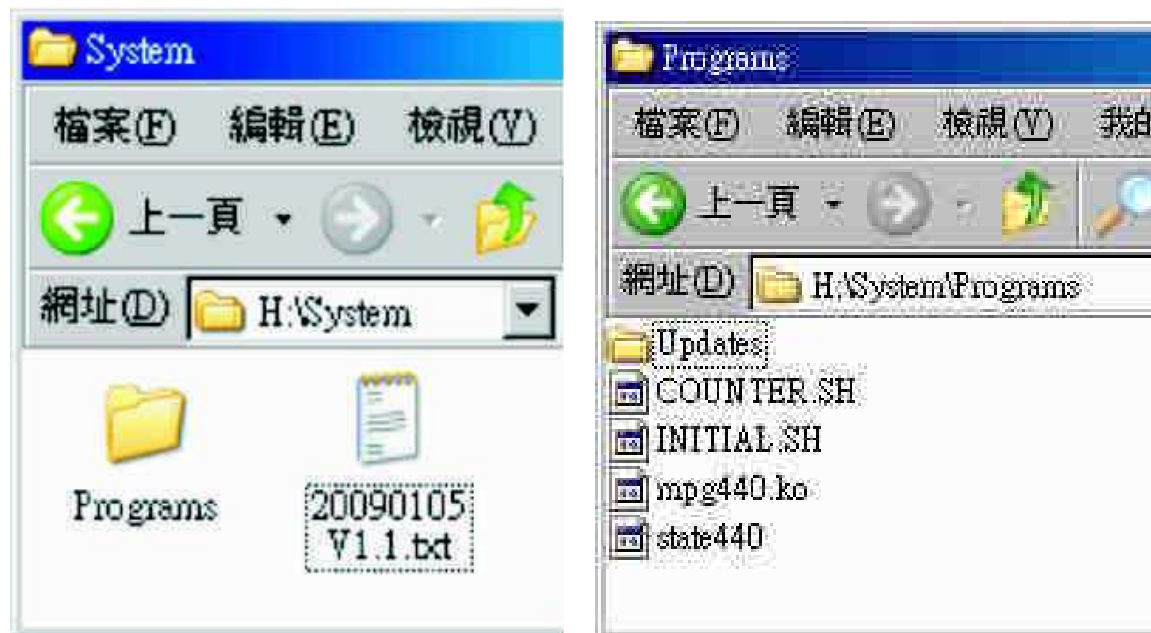 System
檔案(F) 編輯(E) 檢視(V)
上一頁
網址(D) H:\System
Programs
20090105
V1.1.txt
Programs
檔案(F) 編輯(E) 檢視(V) 我的
上一頁
網址(D) H:\System\Programs
Updates
COUNTER.SH
INITIAL.SH
mpg440.ko
state440